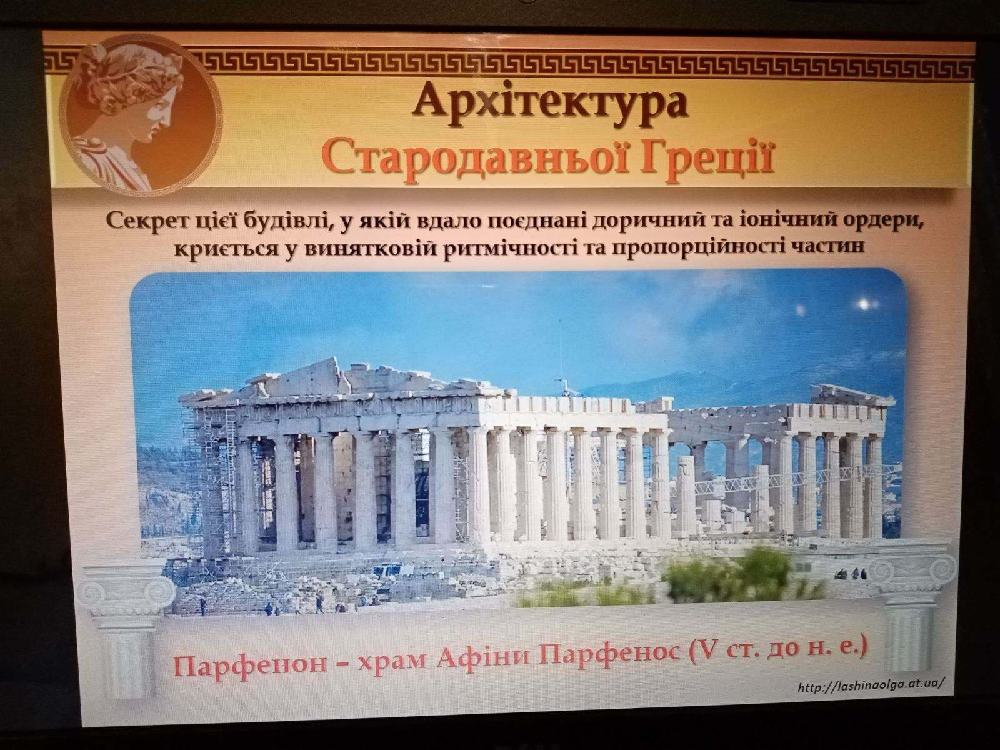 Архітектура
Стародавньої Греції
Секрет цієї будівлі, у якій вдало поєднані доричний та іонічний ордери,
криється у винятковій ритмічності та пропорційності частин
Парфенон – храм Афіни Парфенос (V ст. до н. е.)
http://lashinaolga.at.ua/